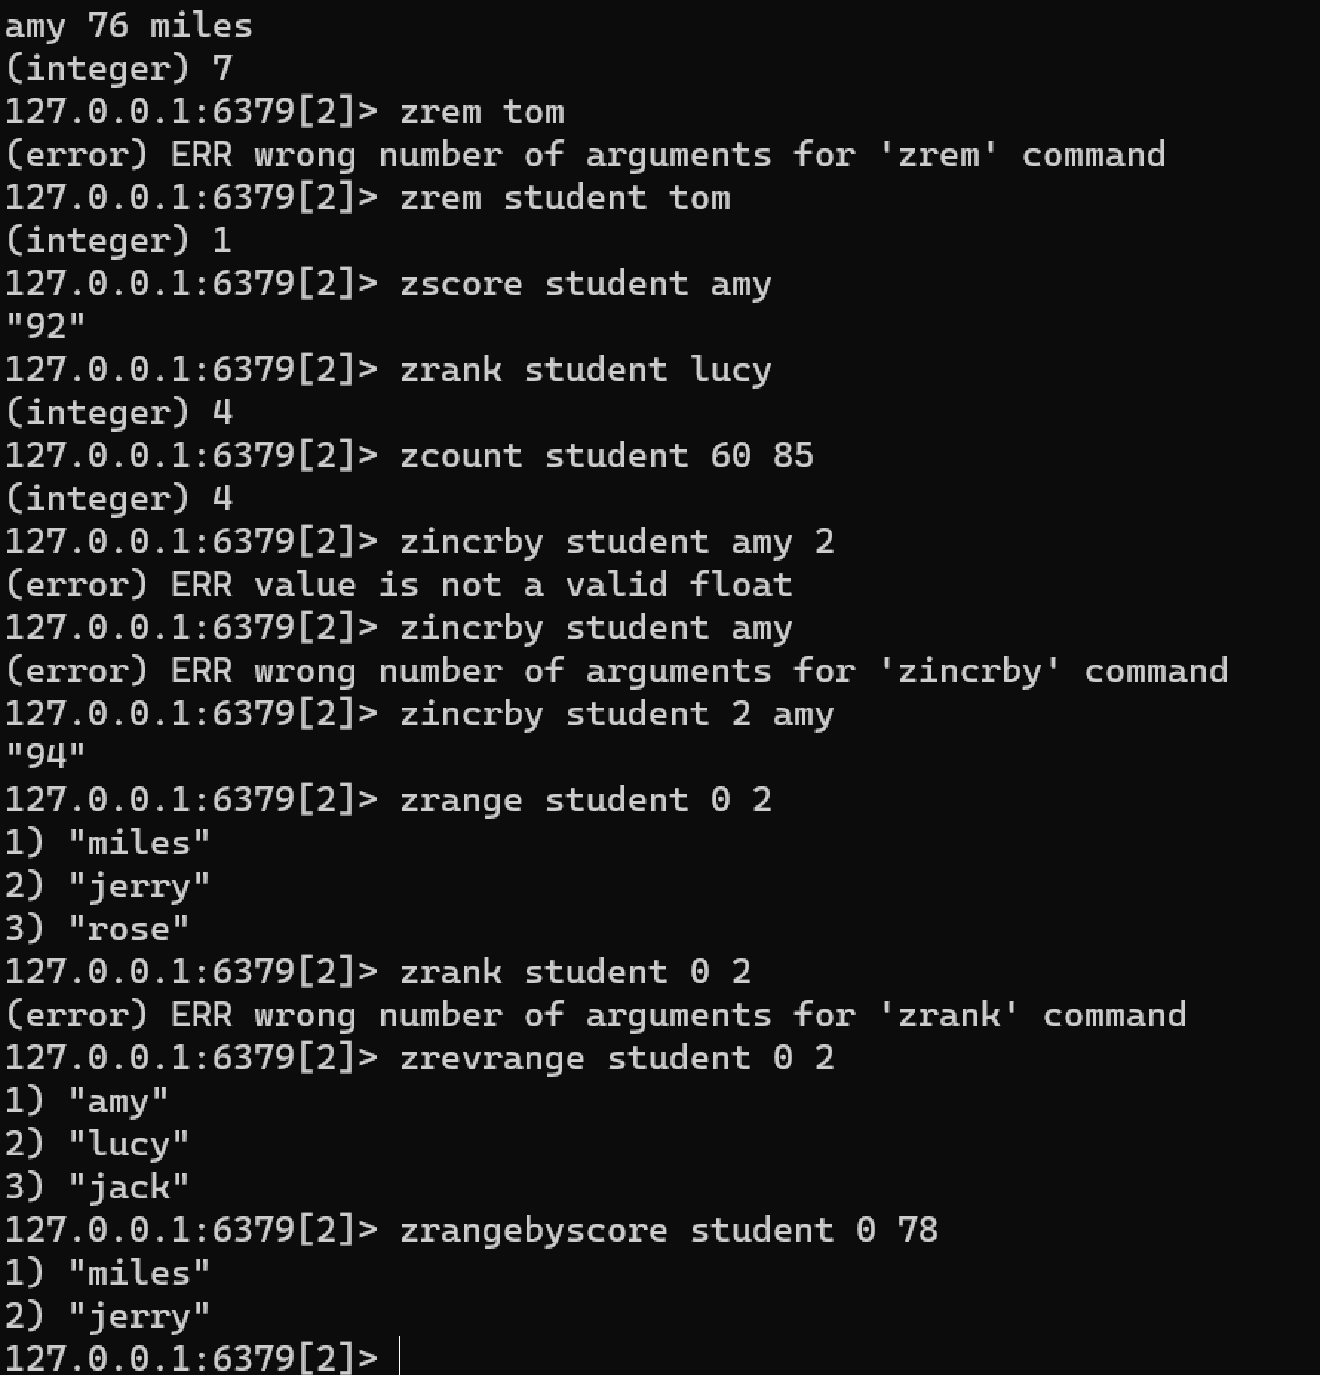 amy 76 miles
(integer) 7
127.0.0.1:6379[2]> zrem tom
(error) ERR wrong number of arguments for 'zrem' command
127.0.0.1:6379[2]> zrem student tom
(integer) 1
127.0.0.1:6379[2]> zscore student amy
"92"
127.0.0.1:6379[2]> zrank student lucy
(integer) 4
127.0.0.1:6379[2]> zcount student 60 85
(integer) 4
127.0.0.1:6379[2]> zincrby student amy 2
(error) ERR value is not a valid float
127.0.0.1:6379[2]> zincrby student amy
(error) ERR wrong number of arguments for 'zincrby' command
127.0.0.1:6379[2]> zincrby student 2 amy
"94"
127.0.0.1:6379[2]> zrange student 0 2
1) "miles"
2) "jerry"
3) "rose"
127.0.0.1:6379[2]> zrank student 0 2
(error) ERR wrong number of arguments for 'zrank' command
127.0.0.1:6379[2]> zrevrange student 0 2
1) "amy"
2) "lucy"
3) "jack"
127.0.0.1:6379[2]> zrangebyscore student 0 78
1) "miles"
2) "jerry"
127.0.0.1:6379[2]>